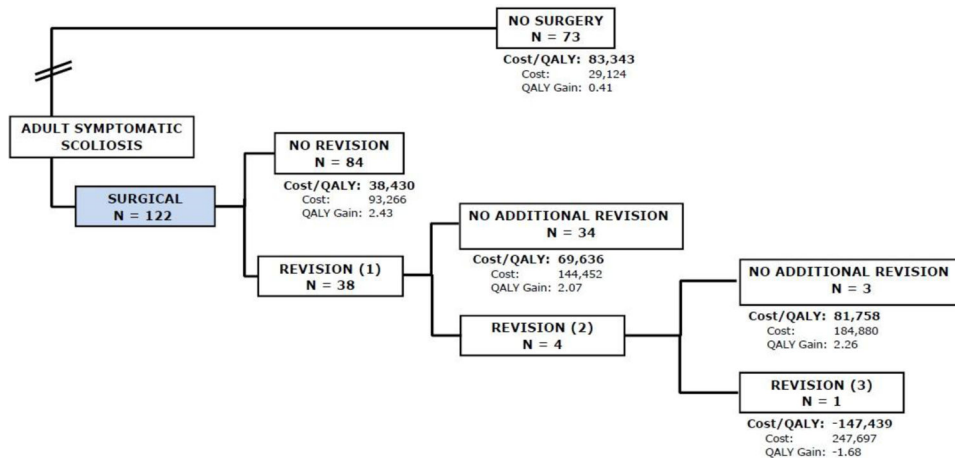 NO SURGERY
N = 73
Cost/QALY: 83,343
Cost: 29,124
QALY Gain: 0.41
ADULT SYMPTOMATIC
SCOLIOSIS
NO REVISION
N = 84
Cost/QALY: 38,430
Cost: 93,266
QALY Gain: 2.43
SURGICAL
N = 122
NO ADDITIONAL REVISION
N = 34
Cost/QALY: 69,636
Cost: 144,452
QALY Gain: 2.07
REVISION (1)
N = 38
NO ADDITIONAL REVISION
N = 3
Cost/QALY: 81,758
Cost: 184,880
QALY Gain: 2.26
REVISION (2)
N = 4
REVISION (3)
N = 1
Cost/QALY: -147,439
Cost: 247,697
QALY Gain: -1.68